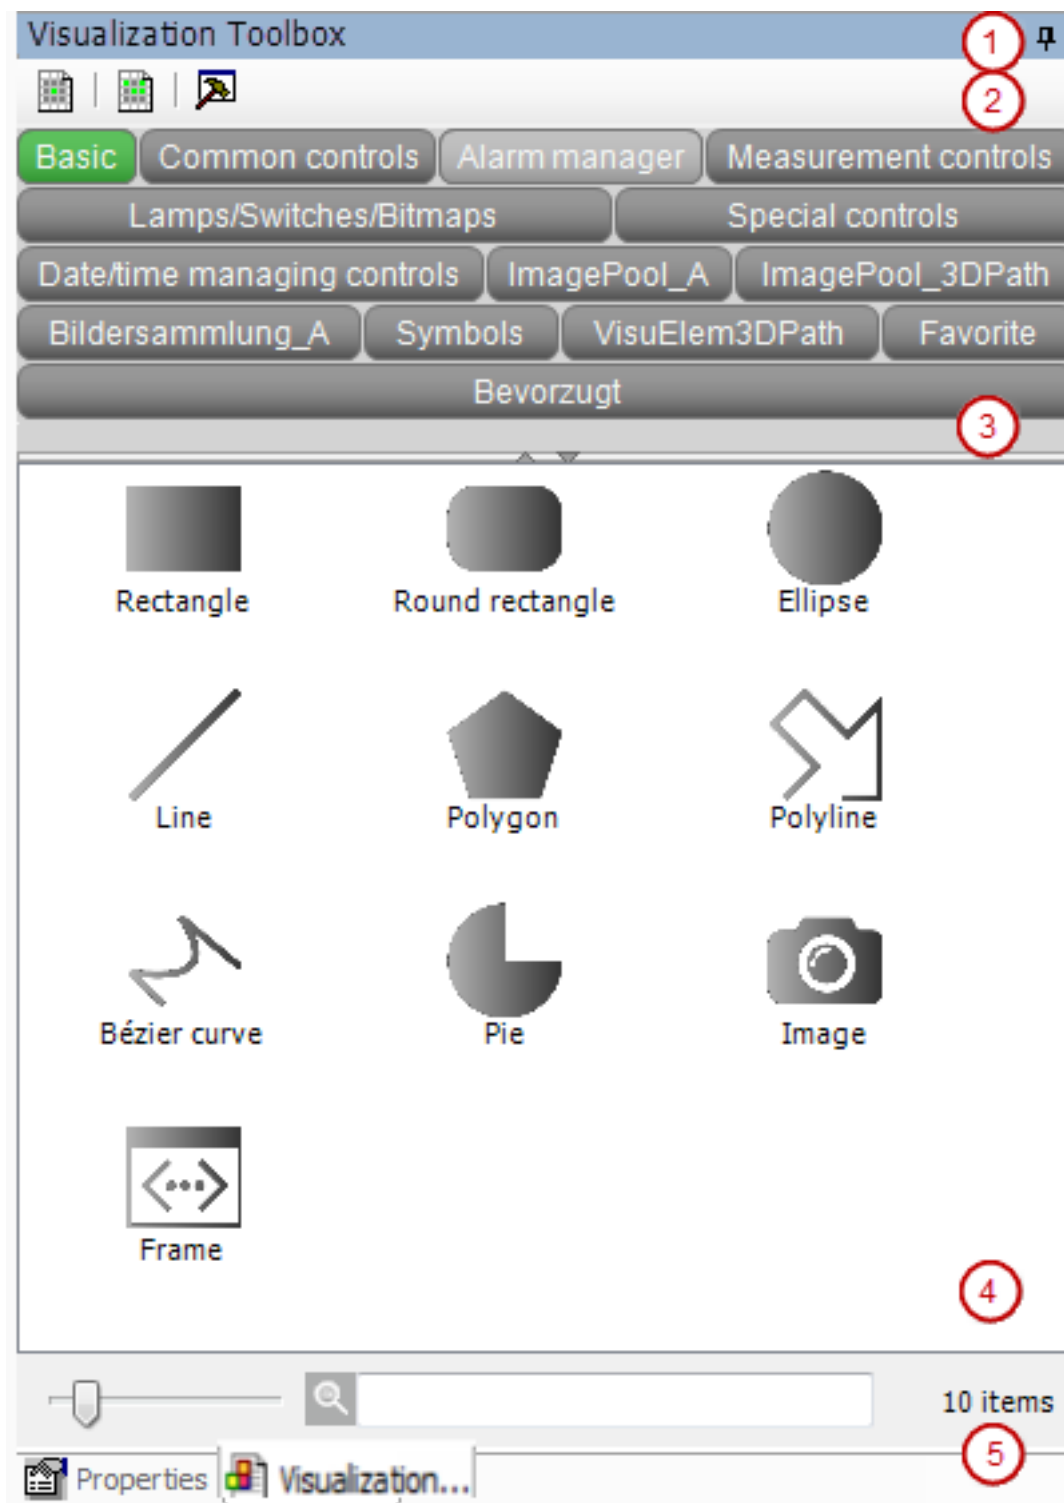 Visualization Toolbox 1
2
Basic Common controls Alarm manager Measurement controls
Lamps/Switches/Bitmaps Special controls
Date/time managing controls ImagePool_A ImagePool_3DPath
Bildersammlung_A Symbols VisuElem3DPath Favorite
Bevorzugt
3
Rectangle Round rectangle Ellipse
Line Polygon Polyline
Bézier curve Pie Image
Frame
4
10 items
5
Properties Visualization...